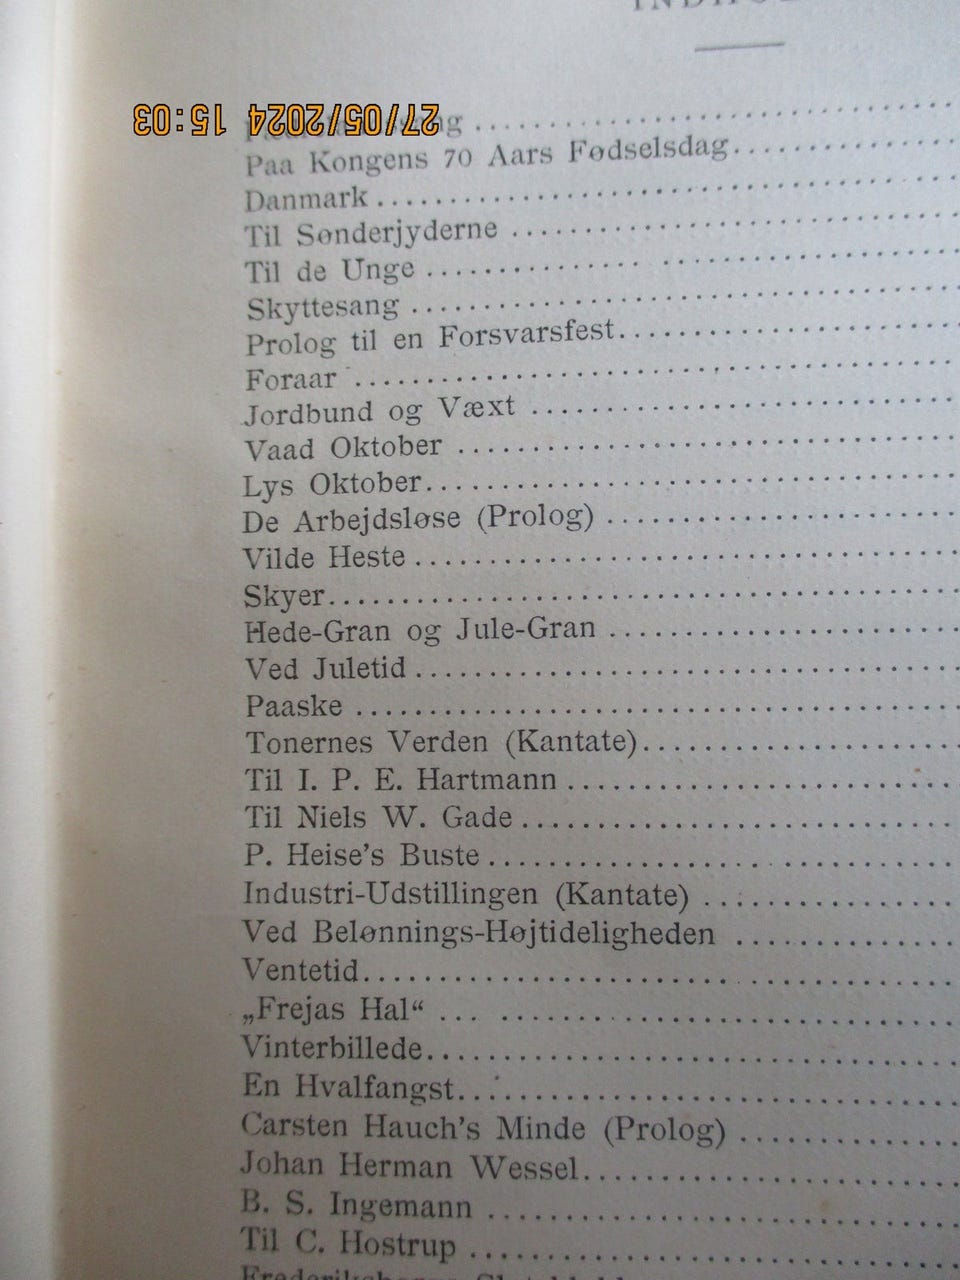 27/05/2024 15:03
Paa Kongens 70 Aars Fødselsdag
Danmark
Til Sønderjyderne
Til de Unge
Skyttesang
Prolog til en Forsvarsfest
Foraar
Jordbund og Væxt
Vaad Oktober
Lys Oktober
De Arbejdsløse (Prolog)
Vilde Heste
Skyer
Hede-Gran og Jule-Gran
Ved Juletid
Paaske
Tonernes Verden (Kantate)
Til I. P. E. Hartmann
Til Niels W. Gade
P. Heise's Buste
Industri-Udstillingen (Kantate)
Ved Belønnings-Højtideligheden
Ventetid
„Frejas Hal“
Vinterbillede
En Hvalfangst
Carsten Hauch's Minde (Prolog)
Johan Herman Wessel
B. S. Ingemann
Til C. Hostrup